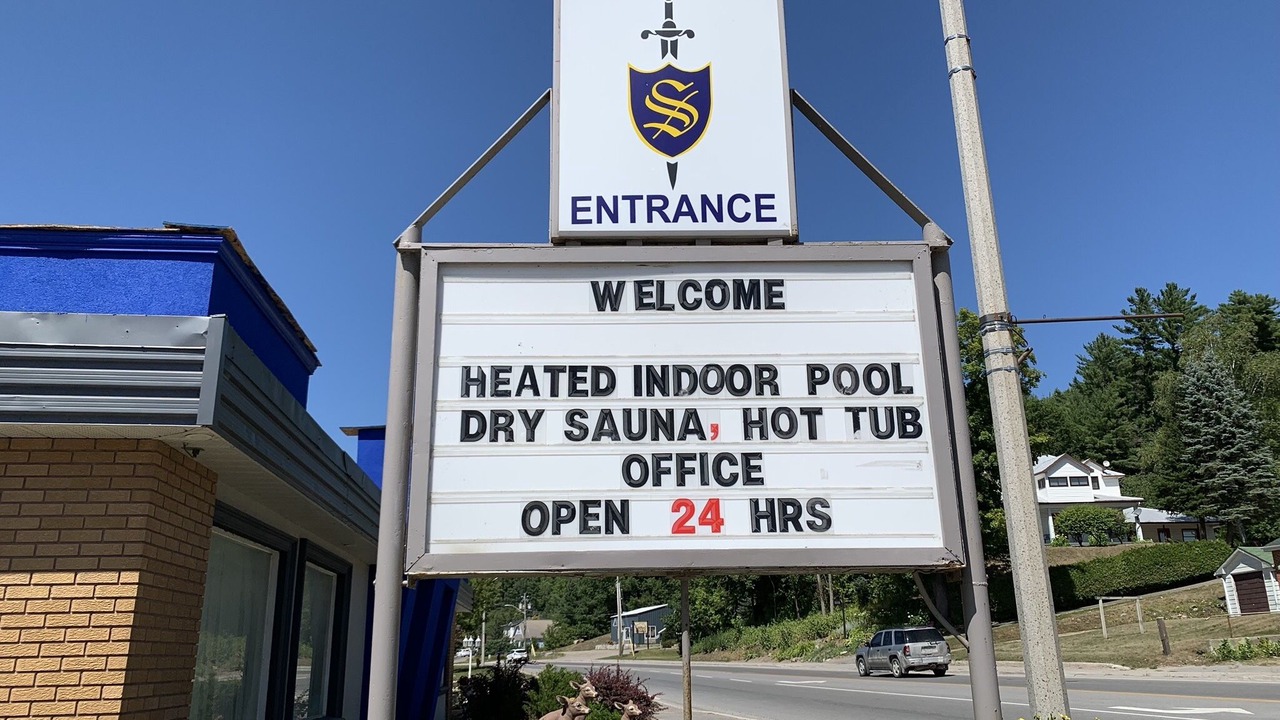 S
ENTRANCE
WELCOME
HEATED INDOOR POOL
DRY SAUNA, HOT TUB
OFFICE
OPEN 24 HRS